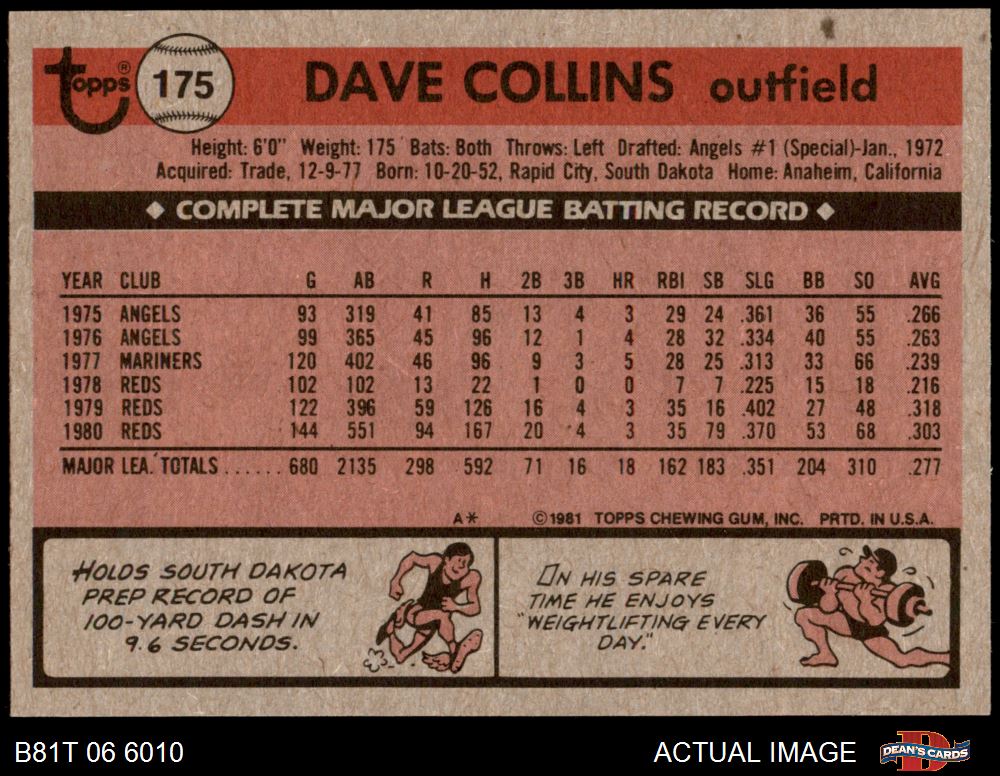 topps® 175 DAVE COLLINS outfield
Height: 6'0" Weight: 175 Bats: Both Throws: Left Drafted: Angels #1 (Special)-Jan., 1972
Acquired: Trade, 12-9-77 Born: 10-20-52, Rapid City, South Dakota Home: Anaheim, California
◆ COMPLETE MAJOR LEAGUE BATTING RECORD ◆
YEAR CLUB G AB R H 2B 3B HR RBI SB SLG BB SO AVG
1975 ANGELS 93 319 41 85 13 4 3 29 24 .361 36 55 .266
1976 ANGELS 99 365 45 96 12 1 4 28 32 .334 40 55 .263
1977 MARINERS 120 402 46 96 9 3 5 28 25 .313 33 66 .239
1978 REDS 102 102 13 22 1 0 0 7 7 .225 15 18 .216
1979 REDS 122 396 59 126 16 4 3 35 16 .402 27 48 .318
1980 REDS 144 551 94 167 20 4 3 35 79 .370 53 68 .303
MAJOR LEA. TOTALS ...... 680 2135 298 592 71 16 18 162 183 .351 204 310 .277
A* ©1981 TOPPS CHEWING GUM, INC. PRTD. IN U.S.A.
HOLDS SOUTH DAKOTA
PREP RECORD OF
100-YARD DASH IN
9.6 SECONDS.
IN HIS SPARE
TIME HE ENJOYS
"WEIGHTLIFTING EVERY
DAY."
B81T 06 6010 ACTUAL IMAGE DEAN'S CARDS